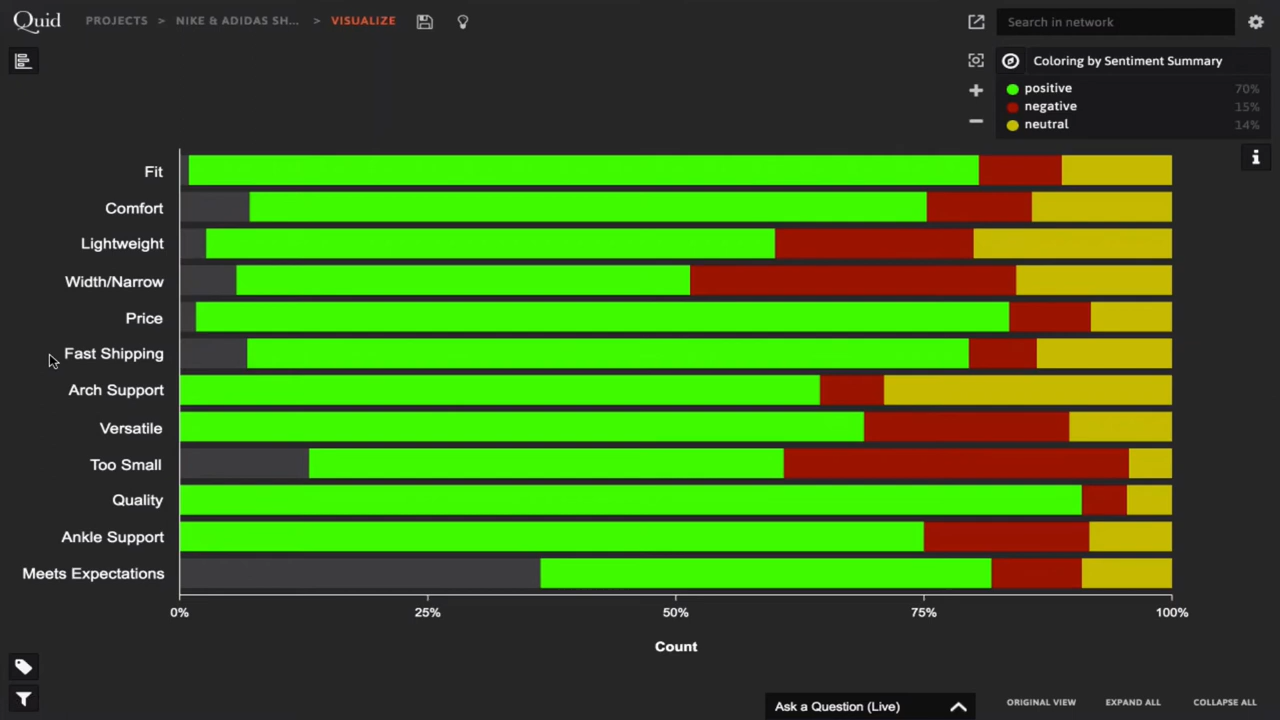 Quid
PROJECTS > NIKE & ADIDAS SH... > VISUALIZE
Search in network
Coloring by Sentiment Summary
positive 70%
negative 15%
neutral 14%
Fit
Comfort
Lightweight
Width/Narrow
Price
Fast Shipping
Arch Support
Versatile
Too Small
Quality
Ankle Support
Meets Expectations
0% 25% 50% 75% 100%
Count
Ask a Question (Live)
ORIGINAL VIEW EXPAND ALL COLLAPSE ALL